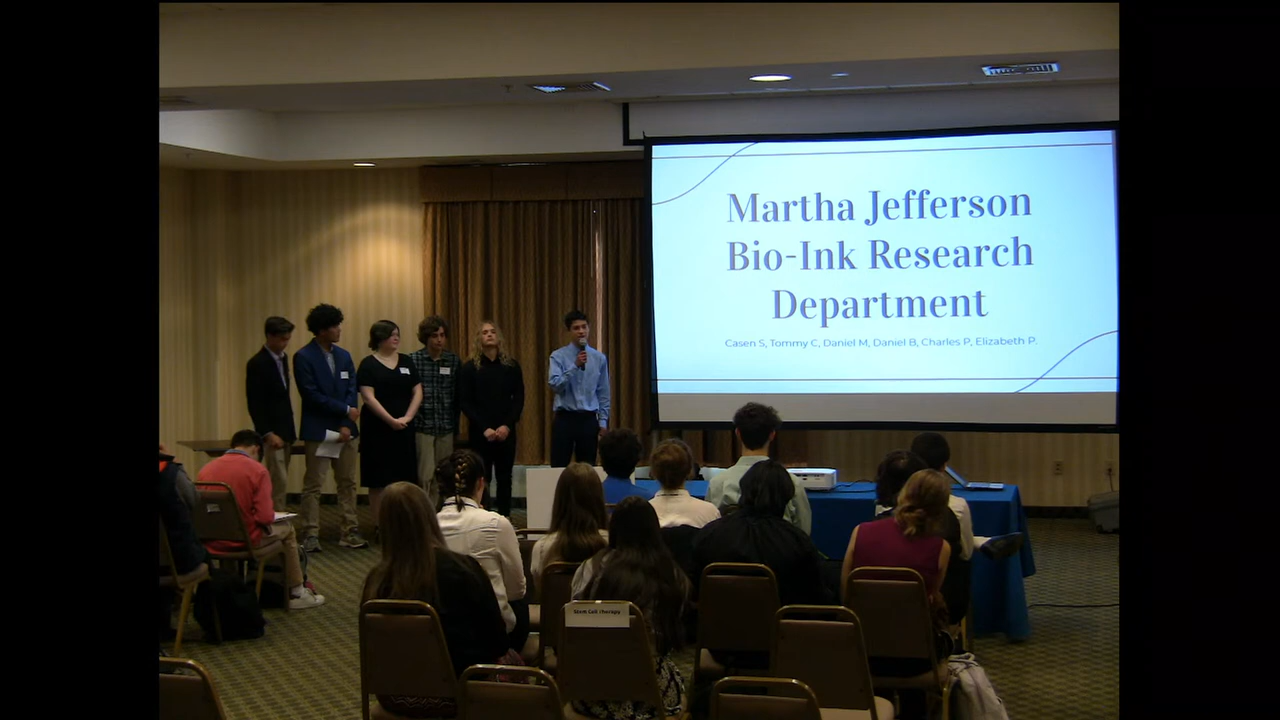 Martha Jefferson
Bio-Ink Research
Department
Casen S, Tommy C, Daniel M, Daniel B, Charles P, Elizabeth P.
Stem Cell Therapy